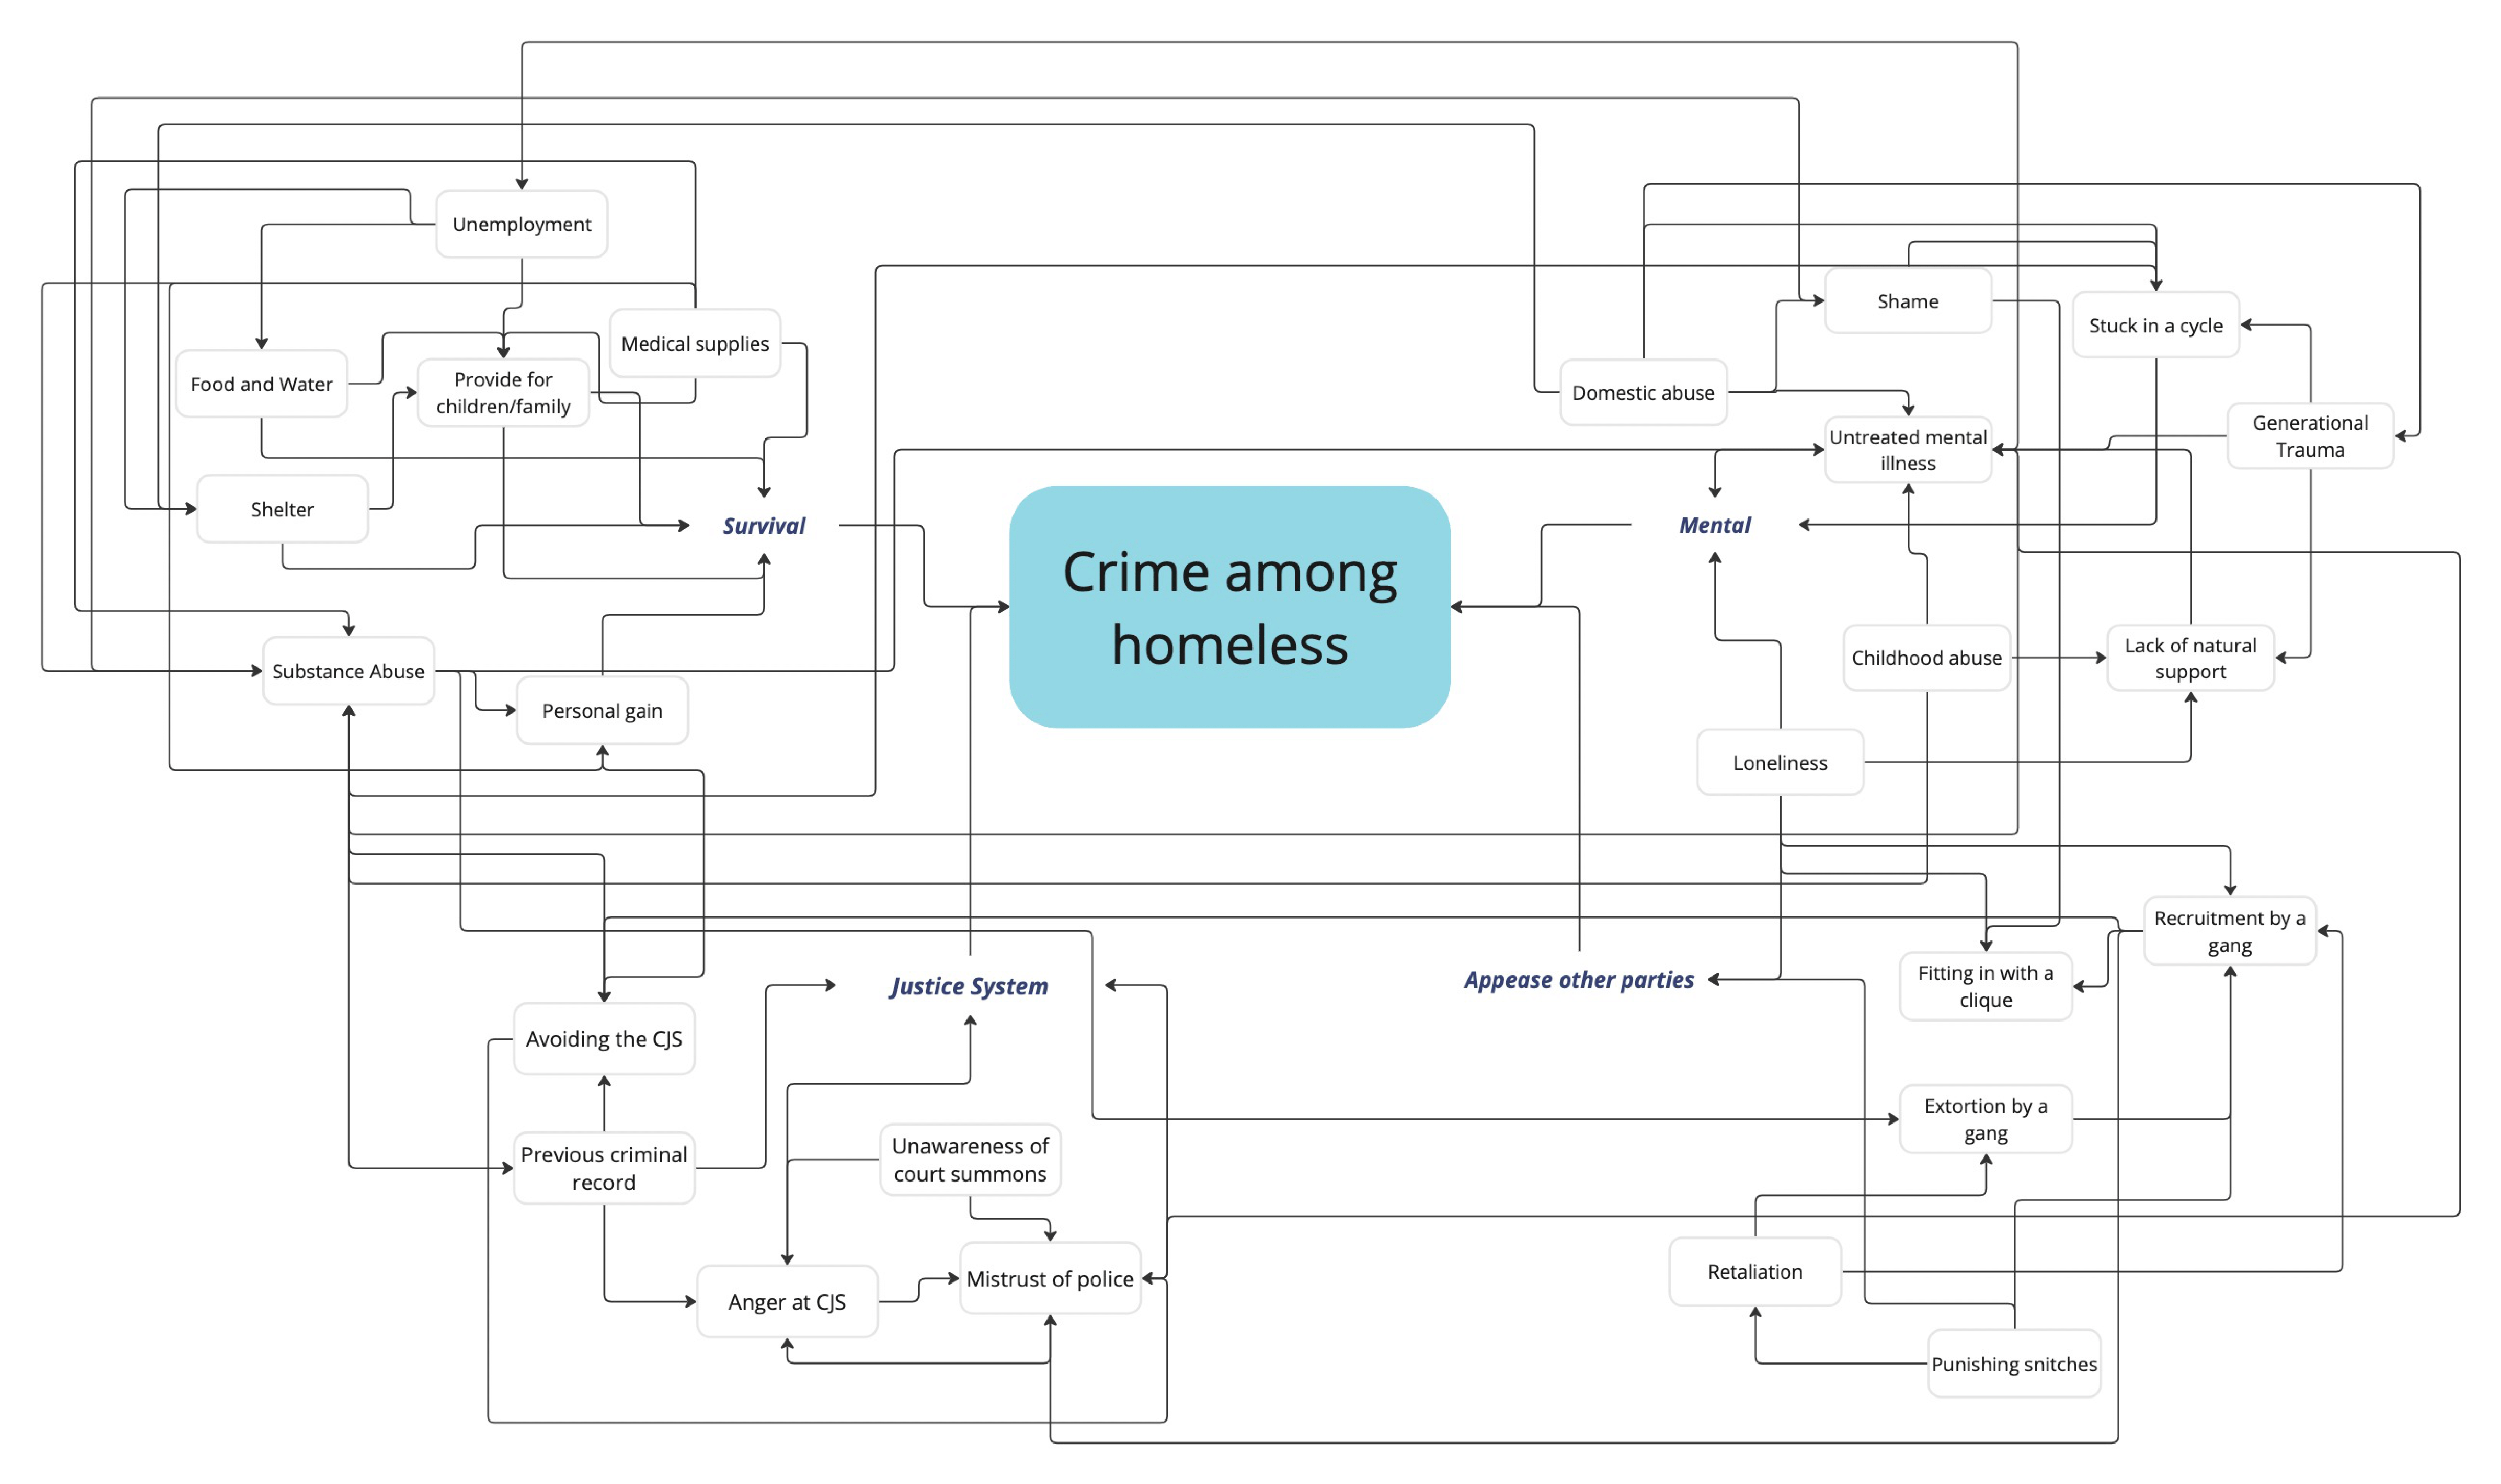 Unemployment
Medical supplies
Food and Water
Provide for
children/family
Shelter
Survival
Substance Abuse
Personal gain
Crime among
homeless
Shame
Stuck in a cycle
Domestic abuse
Untreated mental
illness
Generational
Trauma
Mental
Childhood abuse
Lack of natural
support
Loneliness
Justice System
Avoiding the CJS
Previous criminal
record
Unawareness of
court summons
Anger at CJS
Mistrust of police
Appease other parties
Recruitment by a
gang
Fitting in with a
clique
Extortion by a
gang
Retaliation
Punishing snitches